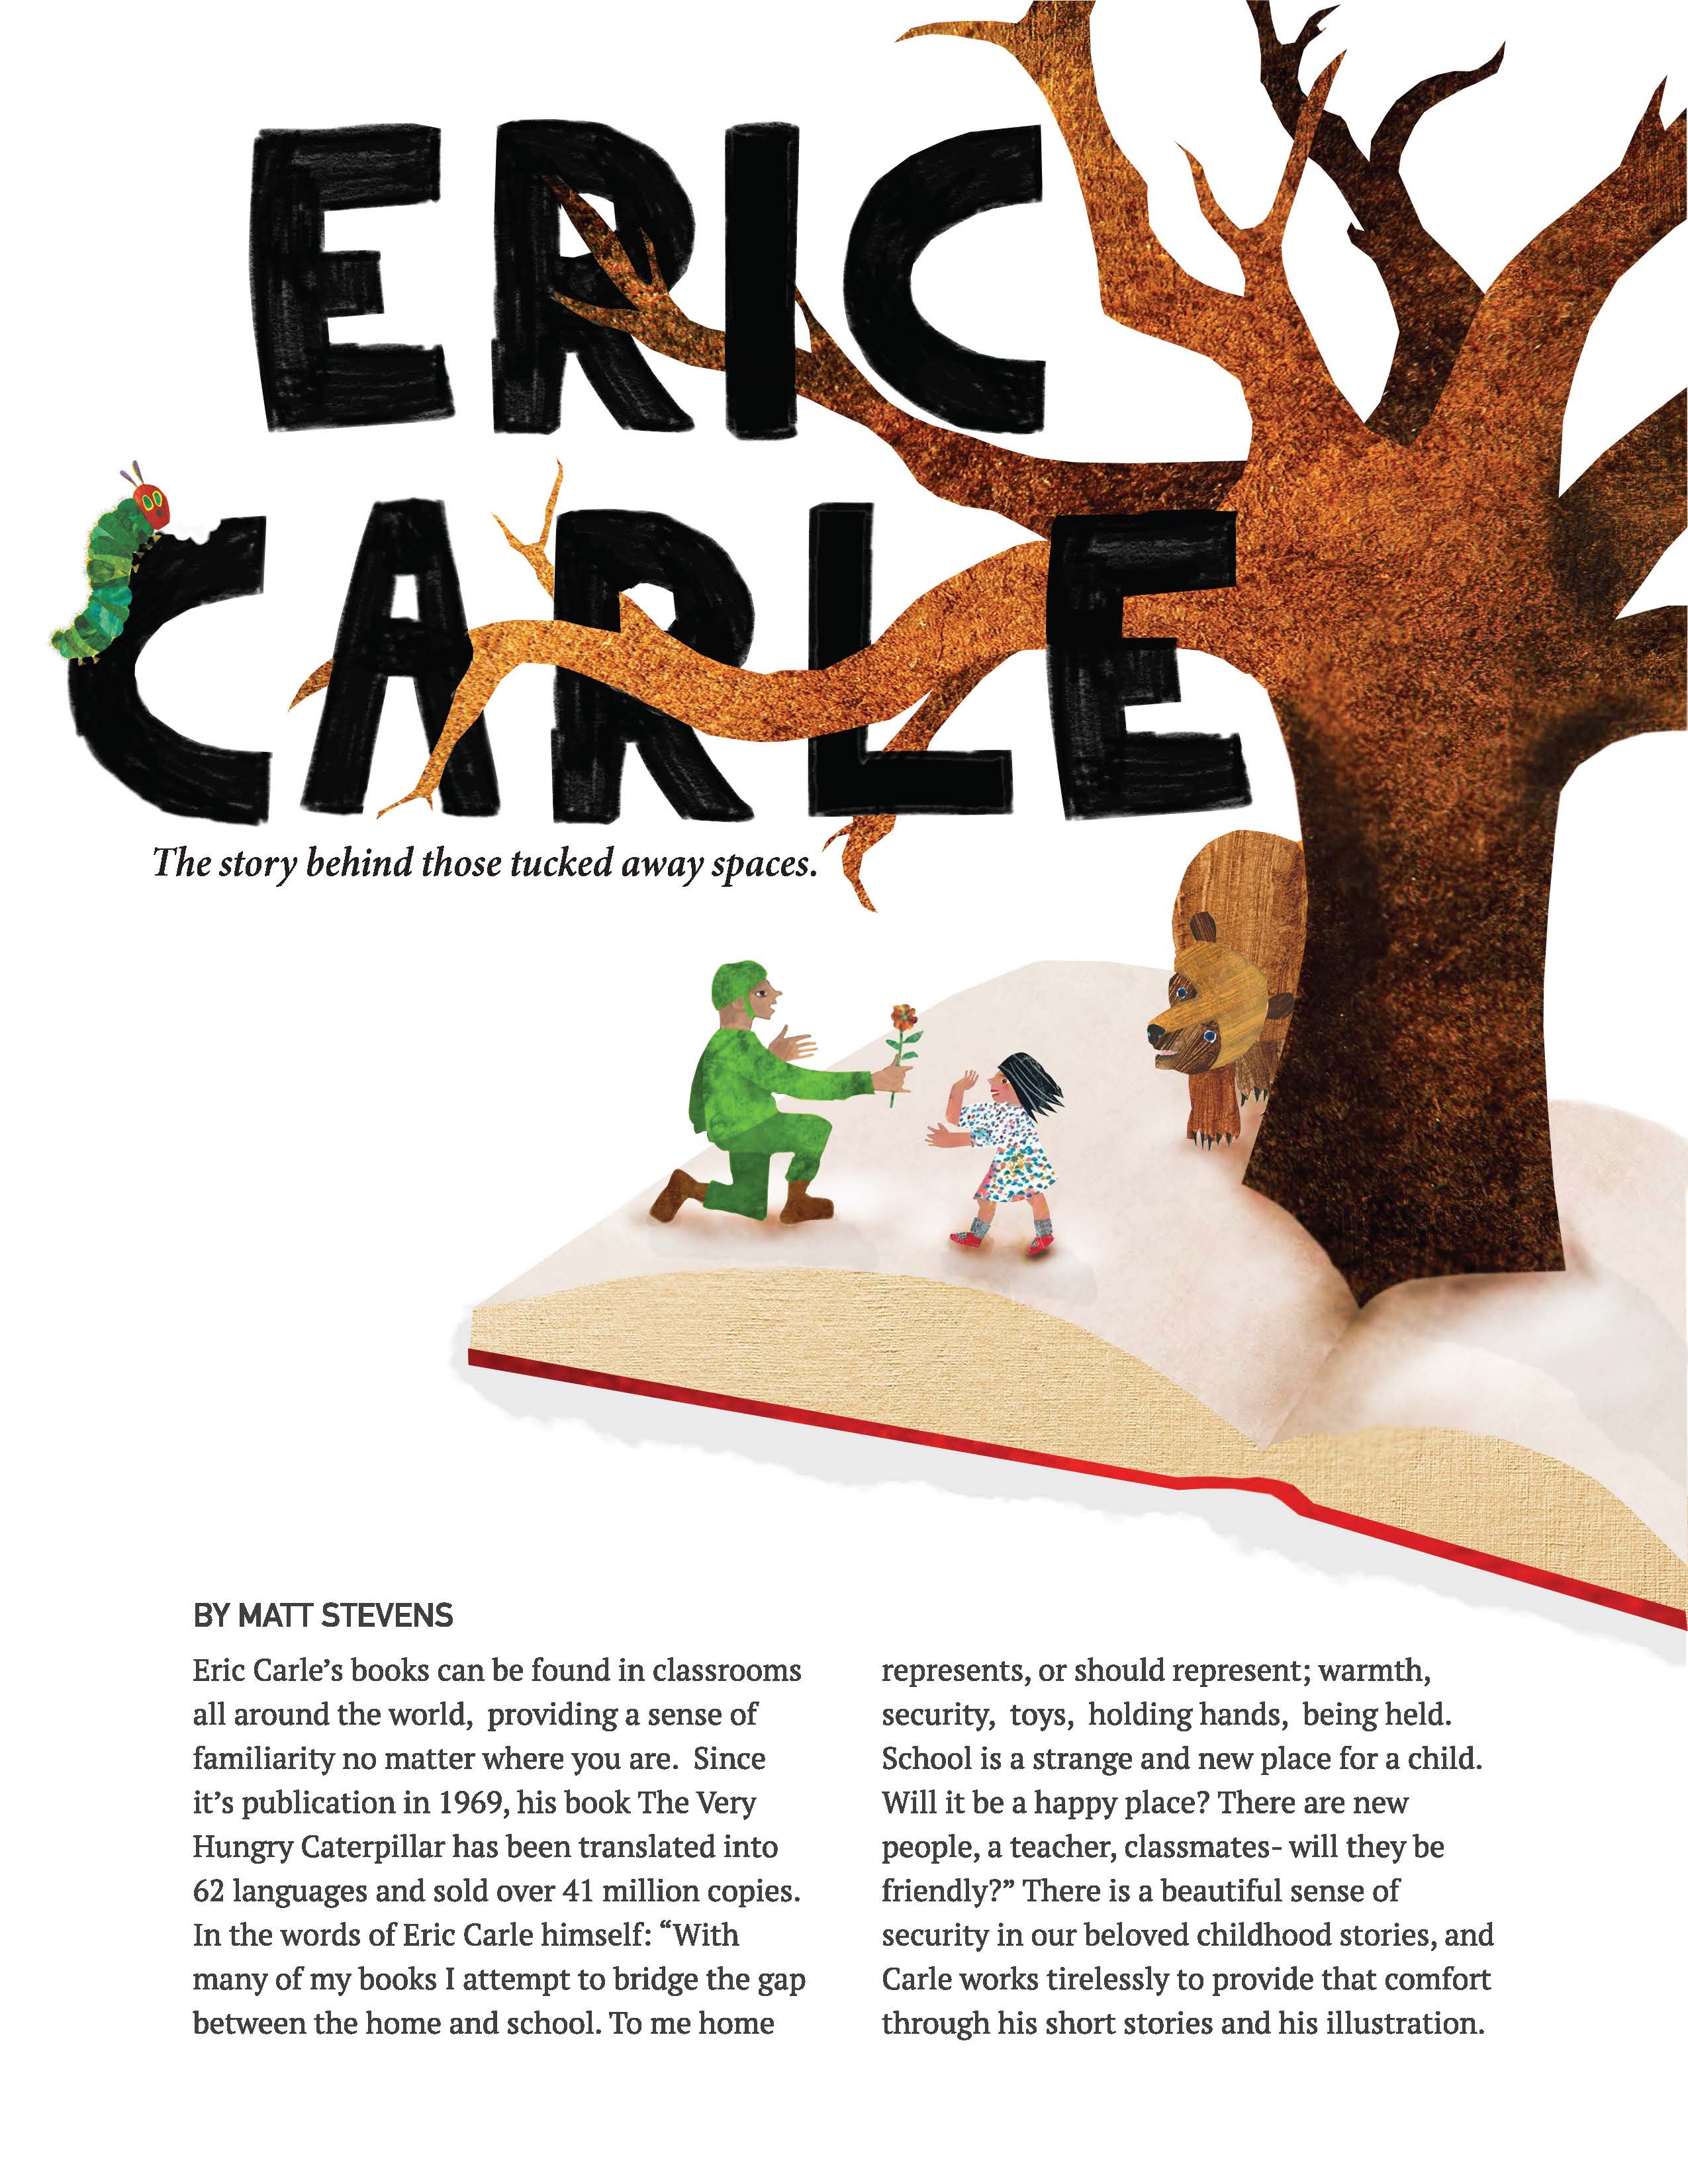 ERIC
CARLE
The story behind those tucked away spaces.
BY MATT STEVENS
Eric Carle’s books can be found in classrooms
all around the world,  providing a sense of
familiarity no matter where you are.  Since
it’s publication in 1969, his book The Very
Hungry Caterpillar has been translated into
62 languages and sold over 41 million copies.
In the words of Eric Carle himself: “With
many of my books I attempt to bridge the gap
between the home and school. To me home
represents, or should represent; warmth,
security,  toys,  holding hands,  being held.
School is a strange and new place for a child.
Will it be a happy place? There are new
people, a teacher, classmates- will they be
friendly?” There is a beautiful sense of
security in our beloved childhood stories, and
Carle works tirelessly to provide that comfort
through his short stories and his illustration.